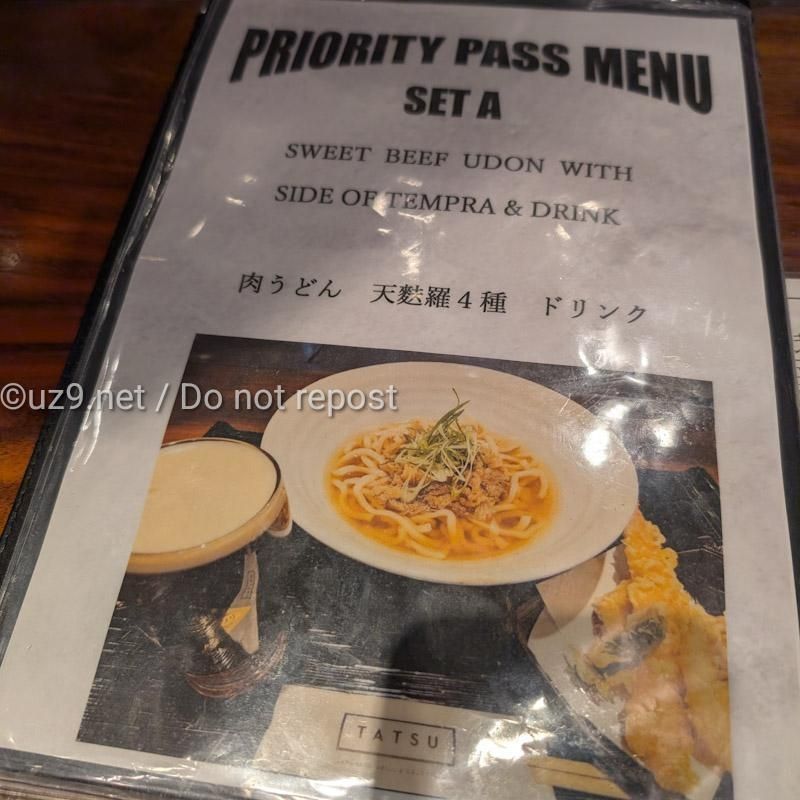 PRIORITY PASS MENU
SET A
SWEET BEEF UDON WITH
SIDE OF TEMPRA & DRINK
肉うどん 天麩羅4種 ドリンク
©uz9.net / Do not repost
TATSU